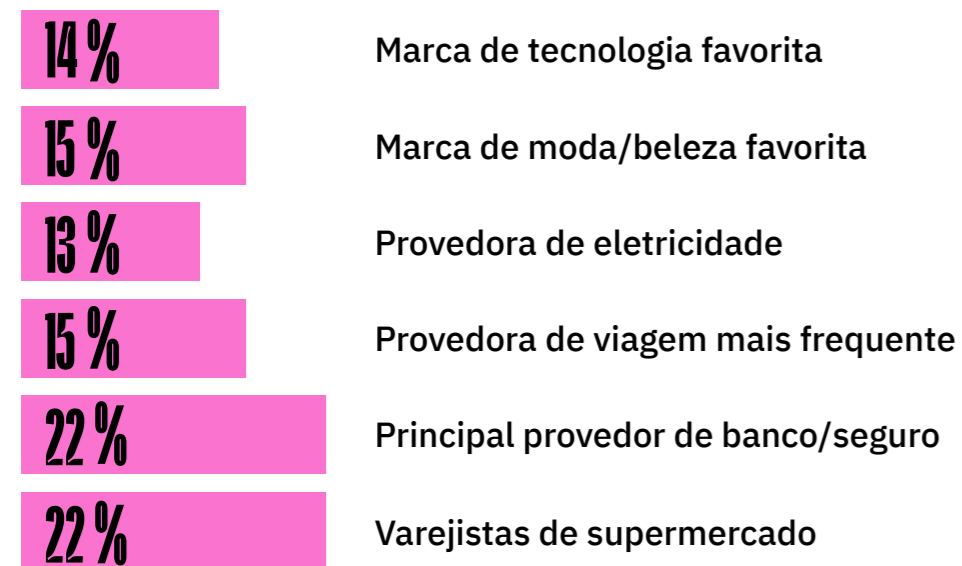 14 % Marca de tecnologia favorita
15 % Marca de moda/beleza favorita
13 % Provedora de eletricidade
15 % Provedora de viagem mais frequente
22 % Principal provedor de banco/seguro
22 % Varejistas de supermercado